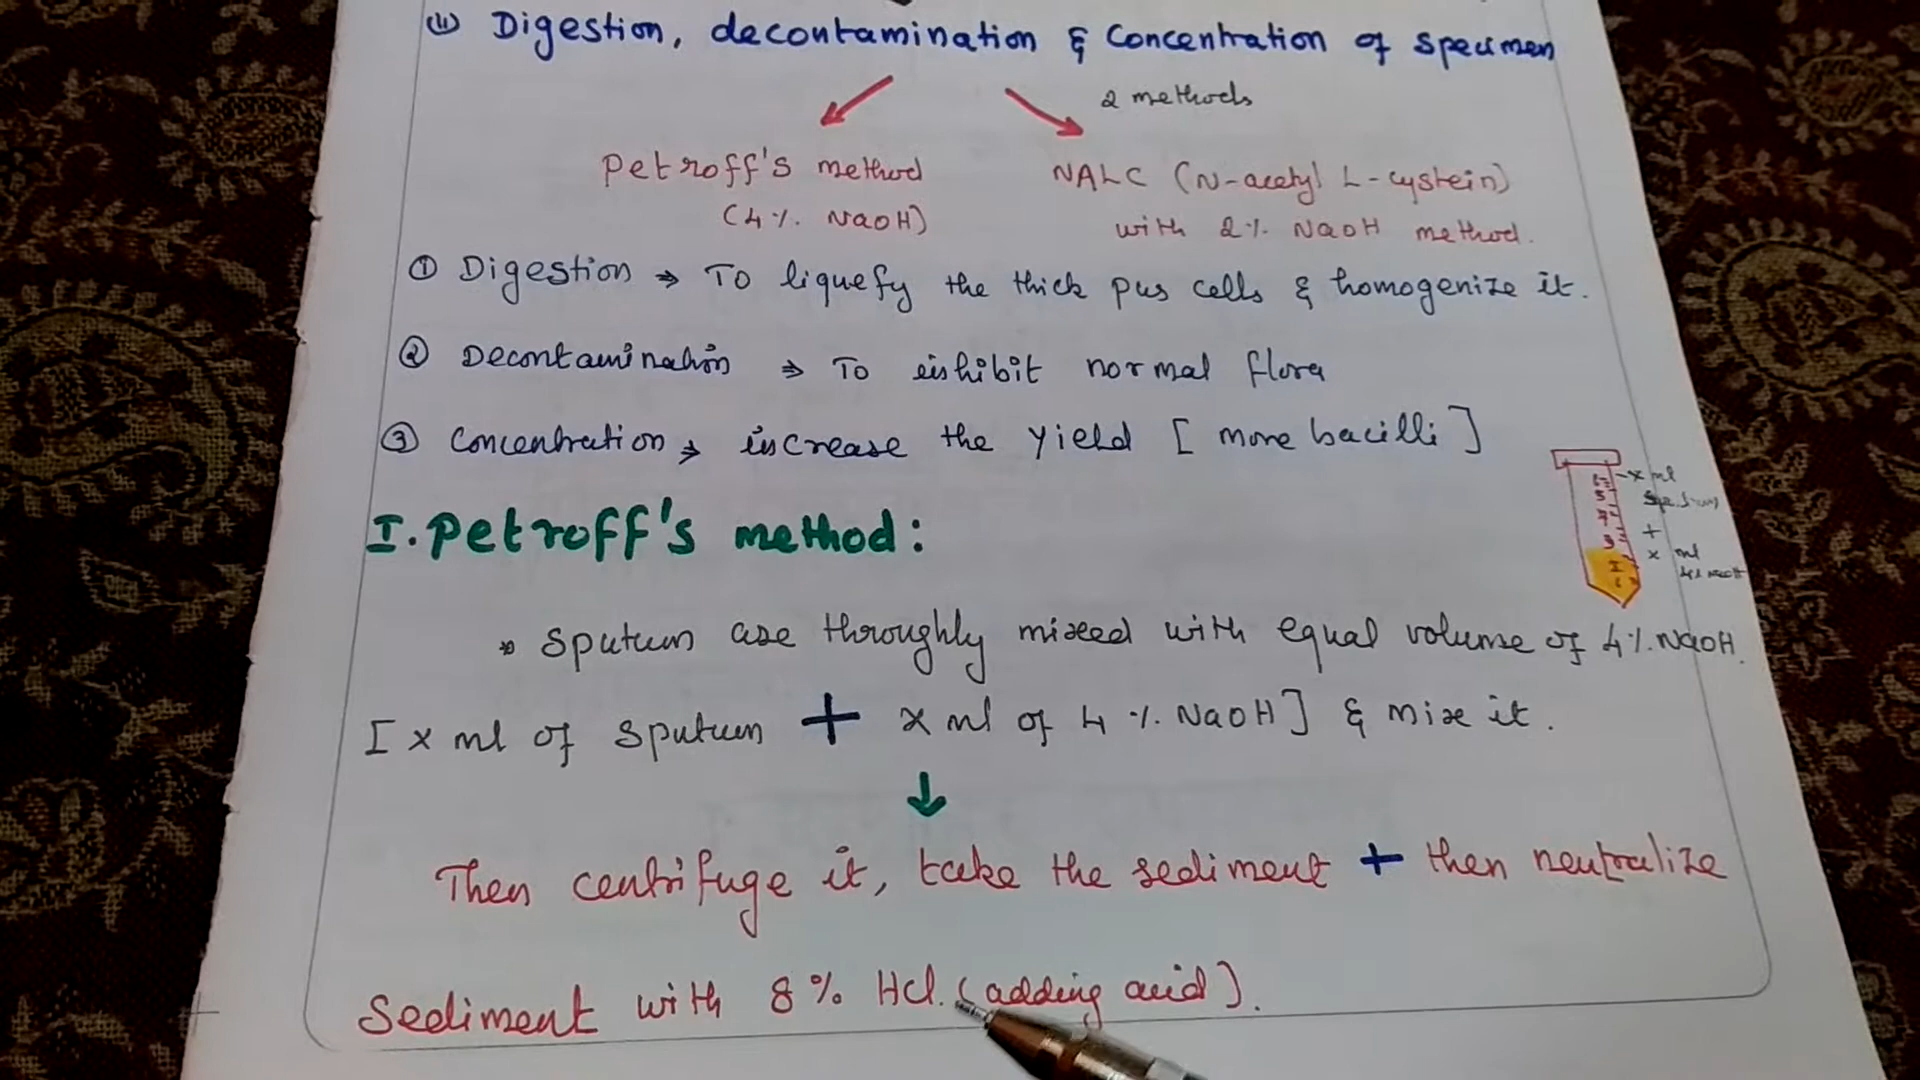 Digestion, decontamination & Concentration of specimen
2 methods
Petroff's method
(4% NaOH)
NALC (N-acetyl L-cystein)
with 2% NaOH method.
① Digestion ⇒ To liquefy the thick pus cells & homogenize it.
② Decontamination ⇒ To inhibit normal flora
③ Concentration ⇒ increase the yield [more bacilli]
I. Petroff's method:
x ml
+
x ml
4% NaOH
* Sputum are throughly mixed with equal volume of 4% NaOH.
[x ml of sputum + x ml of 4% NaOH] & mix it.
↓
Then centrifuge it, take the sediment + then neutralize
Sediment with 8% Hcl. (adding acid).